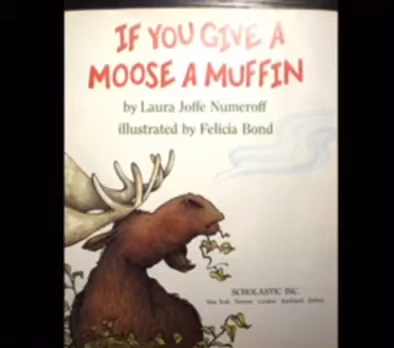 IF YOU GIVE A
MOOSE A MUFFIN
by Laura Joffe Numeroff
illustrated by Felicia Bond
SCHOLASTIC INC.
New York Toronto London Auckland Sydney